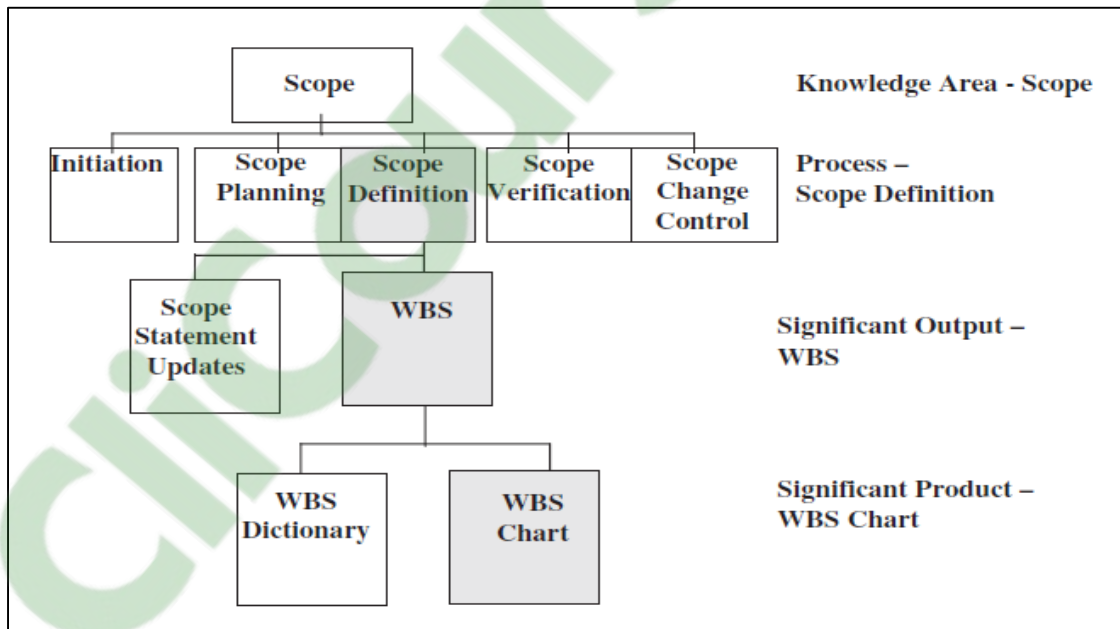 Scope
Knowledge Area - Scope
Initiation
Scope
Planning
Scope
Definition
Scope
Verification
Scope
Change
Control
Process –
Scope Definition
Scope
Statement
Updates
WBS
Significant Output –
WBS
WBS
Dictionary
WBS
Chart
Significant Product –
WBS Chart